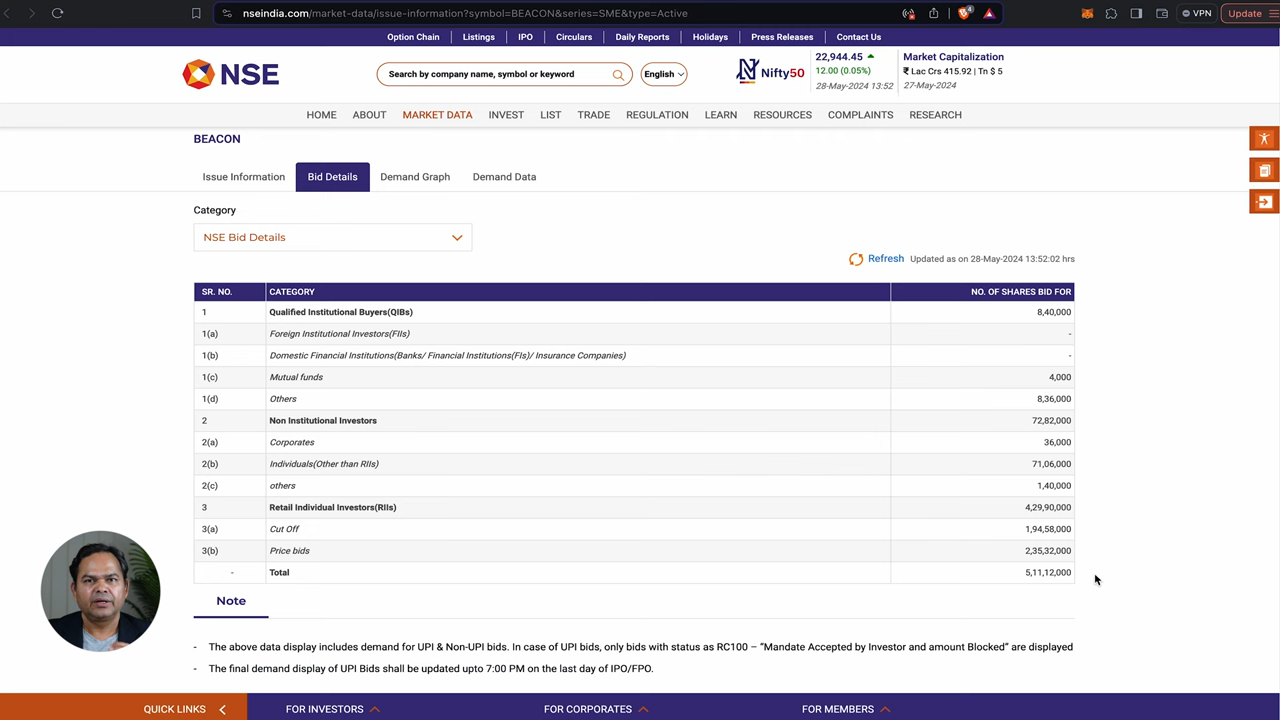 nseindia.com/market-data/issue-information?symbol=BEACON&series=SME&type=Active
4
VPN
Update
Option Chain Listings IPO Circulars Daily Reports Holidays Press Releases Contact Us
NSE
Search by company name, symbol or keyword
English
Nifty50
22,944.45
12.00 (0.05%)
28-May-2024 13:52
Market Capitalization
₹ Lac Crs 415.92 | Tn $ 5
27-May-2024
HOME ABOUT MARKET DATA INVEST LIST TRADE REGULATION LEARN RESOURCES COMPLAINTS RESEARCH
BEACON
Issue Information Bid Details Demand Graph Demand Data
Category
NSE Bid Details
Refresh Updated as on 28-May-2024 13:52:02 hrs
SR. NO. CATEGORY NO. OF SHARES BID FOR
1 Qualified Institutional Buyers(QIBs) 8,40,000
1(a) Foreign Institutional Investors(FIIs) -
1(b) Domestic Financial Institutions(Banks/ Financial Institutions(FIs)/ Insurance Companies) -
1(c) Mutual funds 4,000
1(d) Others 8,36,000
2 Non Institutional Investors 72,82,000
2(a) Corporates 36,000
2(b) Individuals(Other than RIIs) 71,06,000
2(c) others 1,40,000
3 Retail Individual Investors(RIIs) 4,29,90,000
3(a) Cut Off 1,94,58,000
3(b) Price bids 2,35,32,000
- Total 5,11,12,000
Note
- The above data display includes demand for UPI & Non-UPI bids. In case of UPI bids, only bids with status as RC100 – “Mandate Accepted by Investor and amount Blocked” are displayed
- The final demand display of UPI Bids shall be updated upto 7:00 PM on the last day of IPO/FPO.
QUICK LINKS FOR INVESTORS FOR CORPORATES FOR MEMBERS